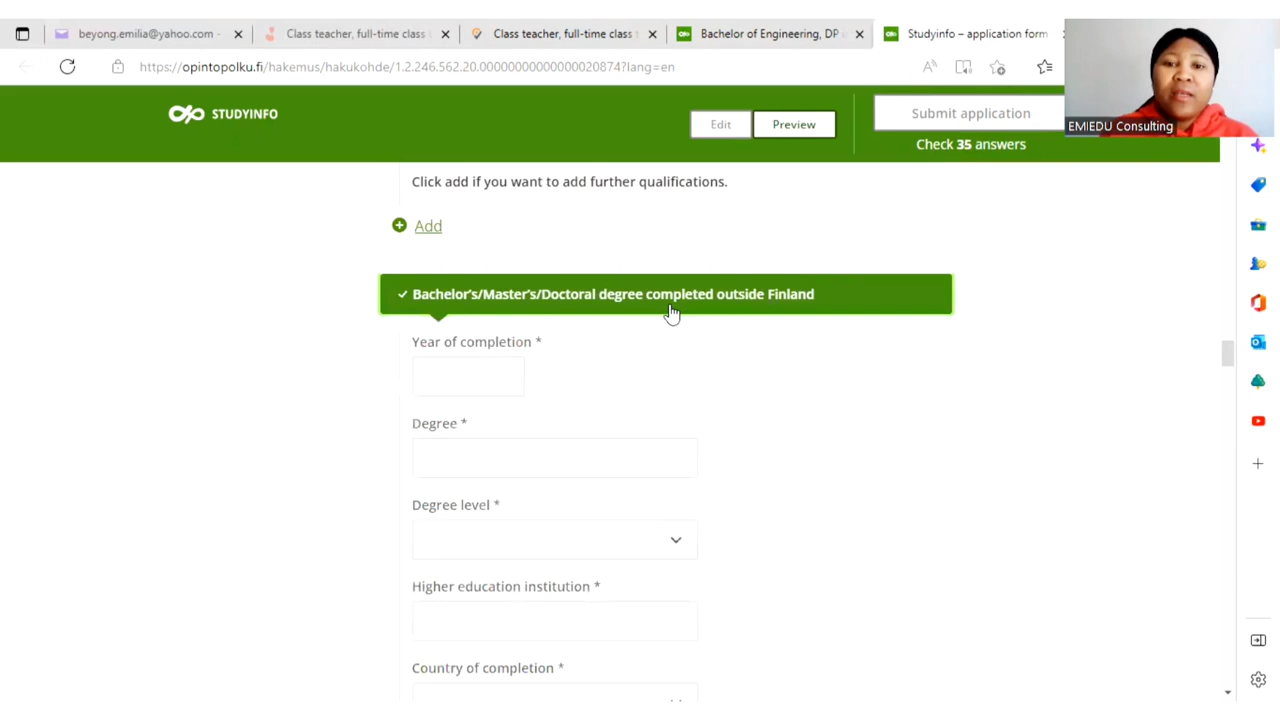 beyong.emilia@yahoo.com -
Class teacher, full-time class
Class teacher, full-time class
Bachelor of Engineering, DP
Studyinfo – application form
https://opintopolku.fi/hakemus/hakukohde/1.2.246.562.20.00000000000000020874?lang=en
STUDYINFO
Edit
Preview
Submit application
Check 35 answers
EMIEDU Consulting
Click add if you want to add further qualifications.
Add
Bachelor's/Master's/Doctoral degree completed outside Finland
Year of completion *
Degree *
Degree level *
Higher education institution *
Country of completion *